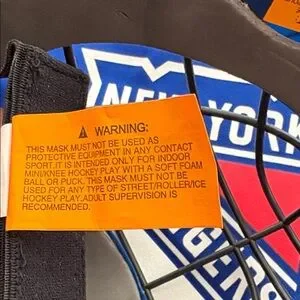 NEW YORK
⚠ WARNING:
THIS MASK MUST NOT BE USED AS
PROTECTIVE EQUIPMENT IN ANY CONTACT
SPORT.IT IS INTENDED ONLY FOR INDOOR
MINI/KNEE HOCKEY PLAY WITH A SOFT FOAM
BALL OR PUCK. THIS MASK MUST NOT BE
USED FOR ANY TYPE OF STREET/ROLLER/ICE
HOCKEY PLAY.ADULT SUPERVISION IS
RECOMMENDED.